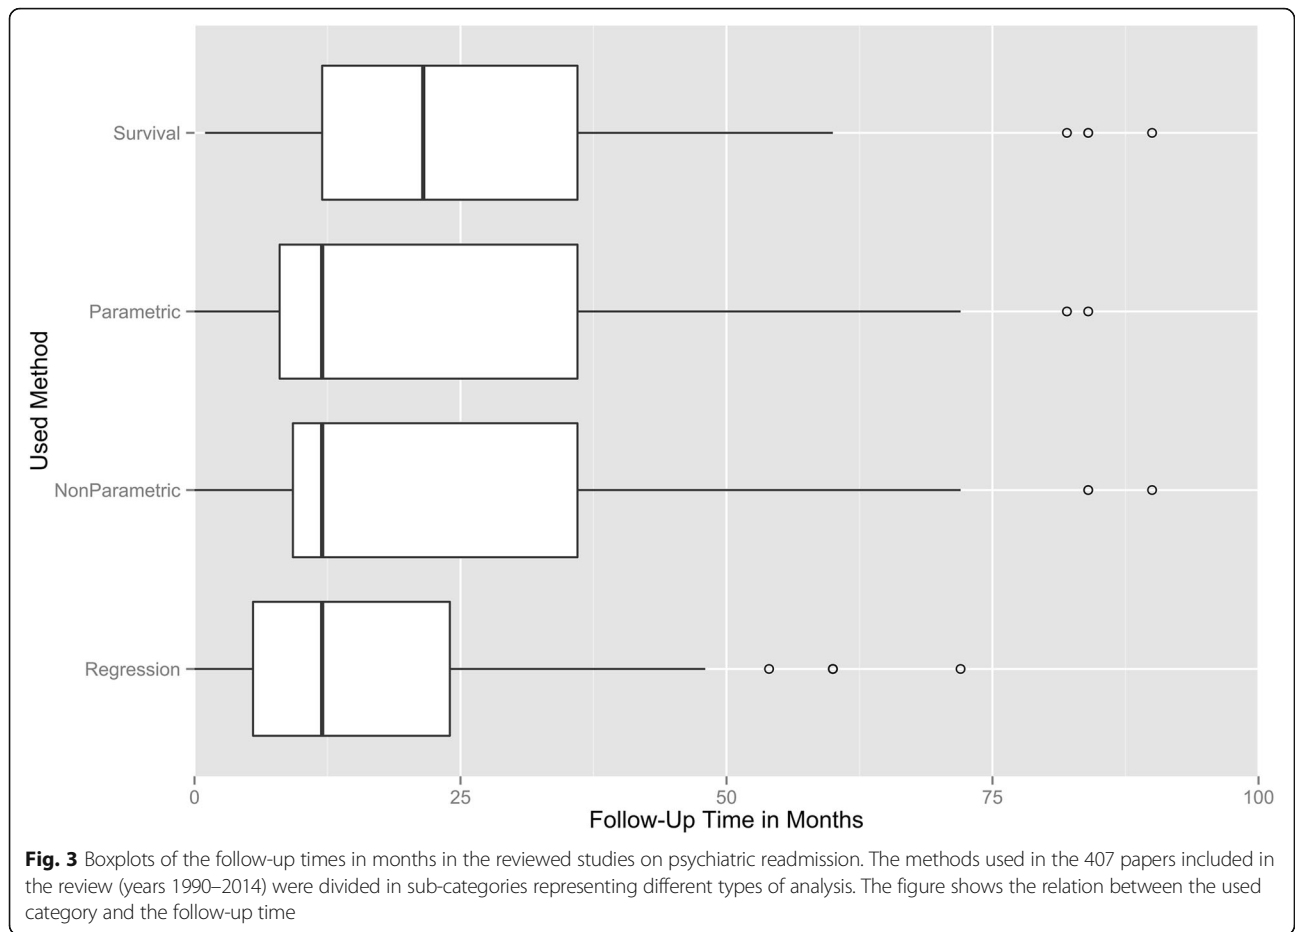 Survival
Parametric
NonParametric
Regression
Used Method
0 25 50 75 100
Follow-Up Time in Months
Fig. 3 Boxplots of the follow-up times in months in the reviewed studies on psychiatric readmission. The methods used in the 407 papers included in
the review (years 1990–2014) were divided in sub-categories representing different types of analysis. The figure shows the relation between the used
category and the follow-up time